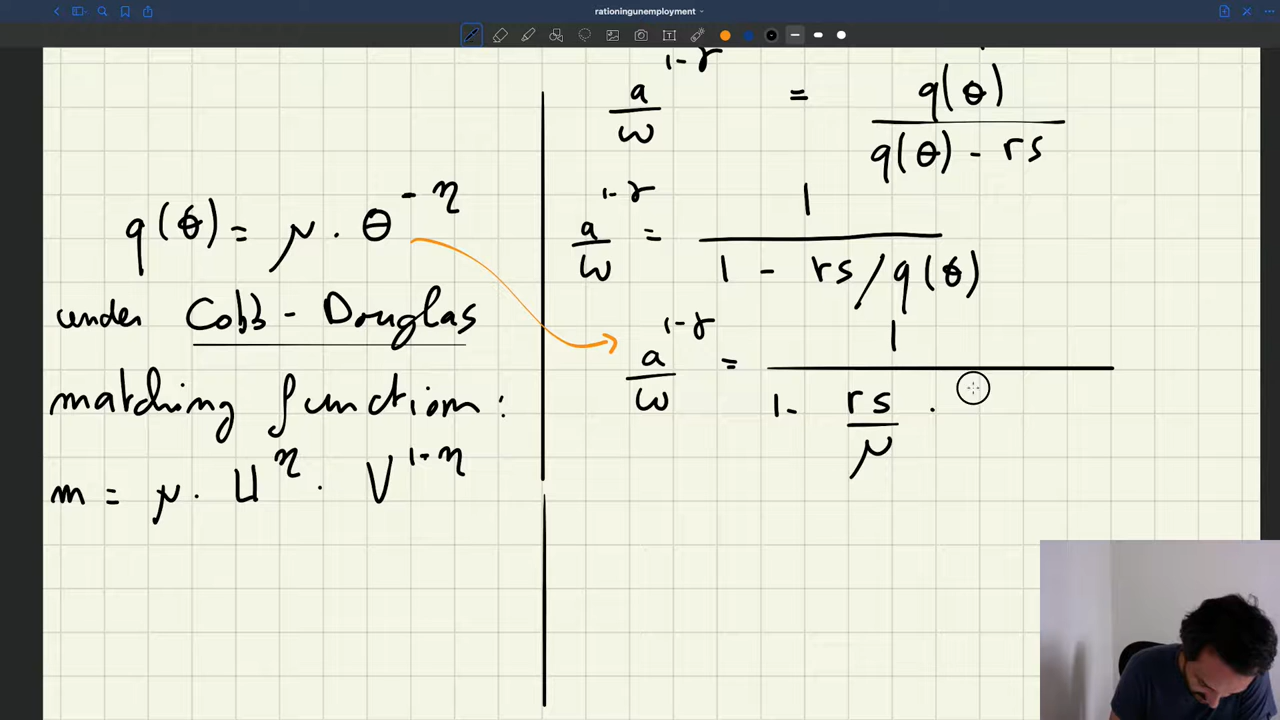 rationingunemployment
q(θ) = μ · θ^{-η}
under Cobb - Douglas
matching function:
m = μ · U^η · V^{1-η}
a^{1-γ} / ω = q(θ) / (q(θ) - rs)
a^{1-γ} / ω = 1 / (1 - rs/q(θ))
a^{1-γ} / ω = 1 / (1 - rs/μ ·